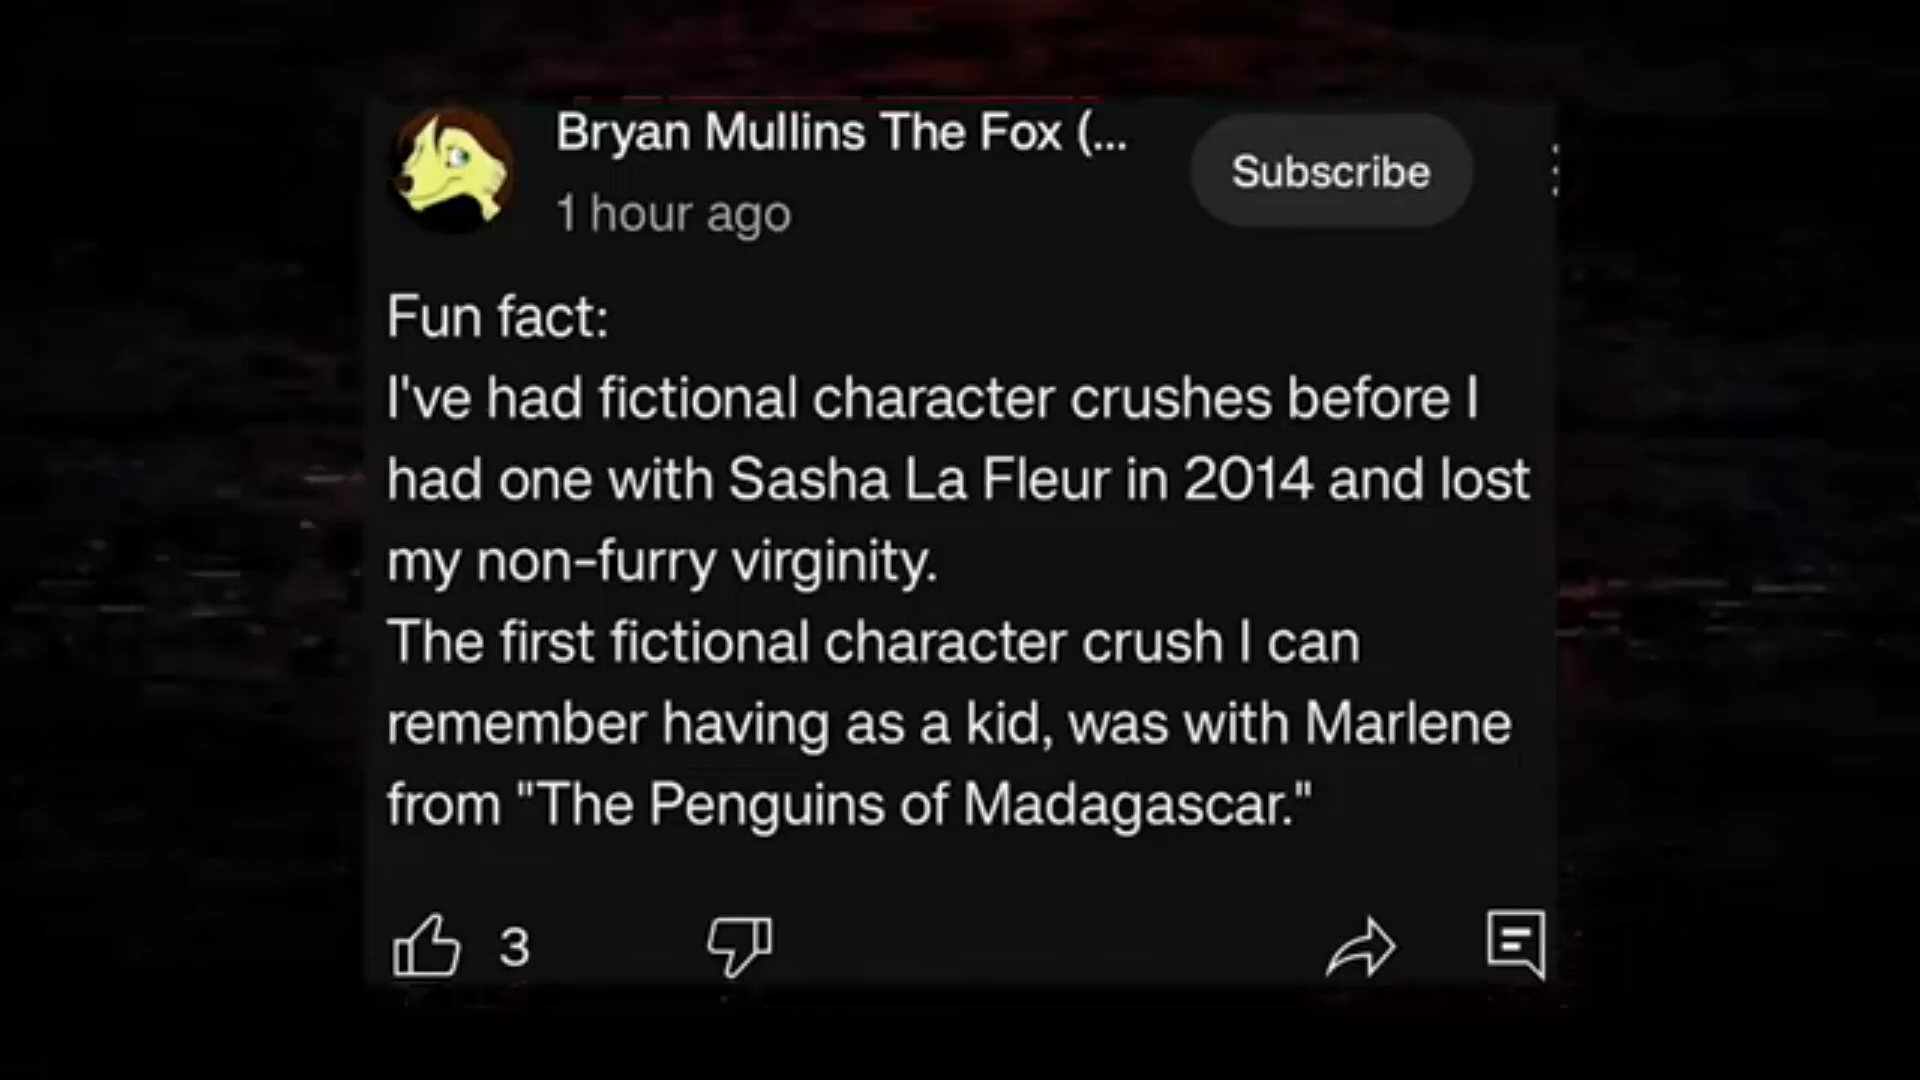 Bryan Mullins The Fox (...
Subscribe
1 hour ago
Fun fact:
I've had fictional character crushes before I
had one with Sasha La Fleur in 2014 and lost
my non-furry virginity.
The first fictional character crush I can
remember having as a kid, was with Marlene
from "The Penguins of Madagascar."
3